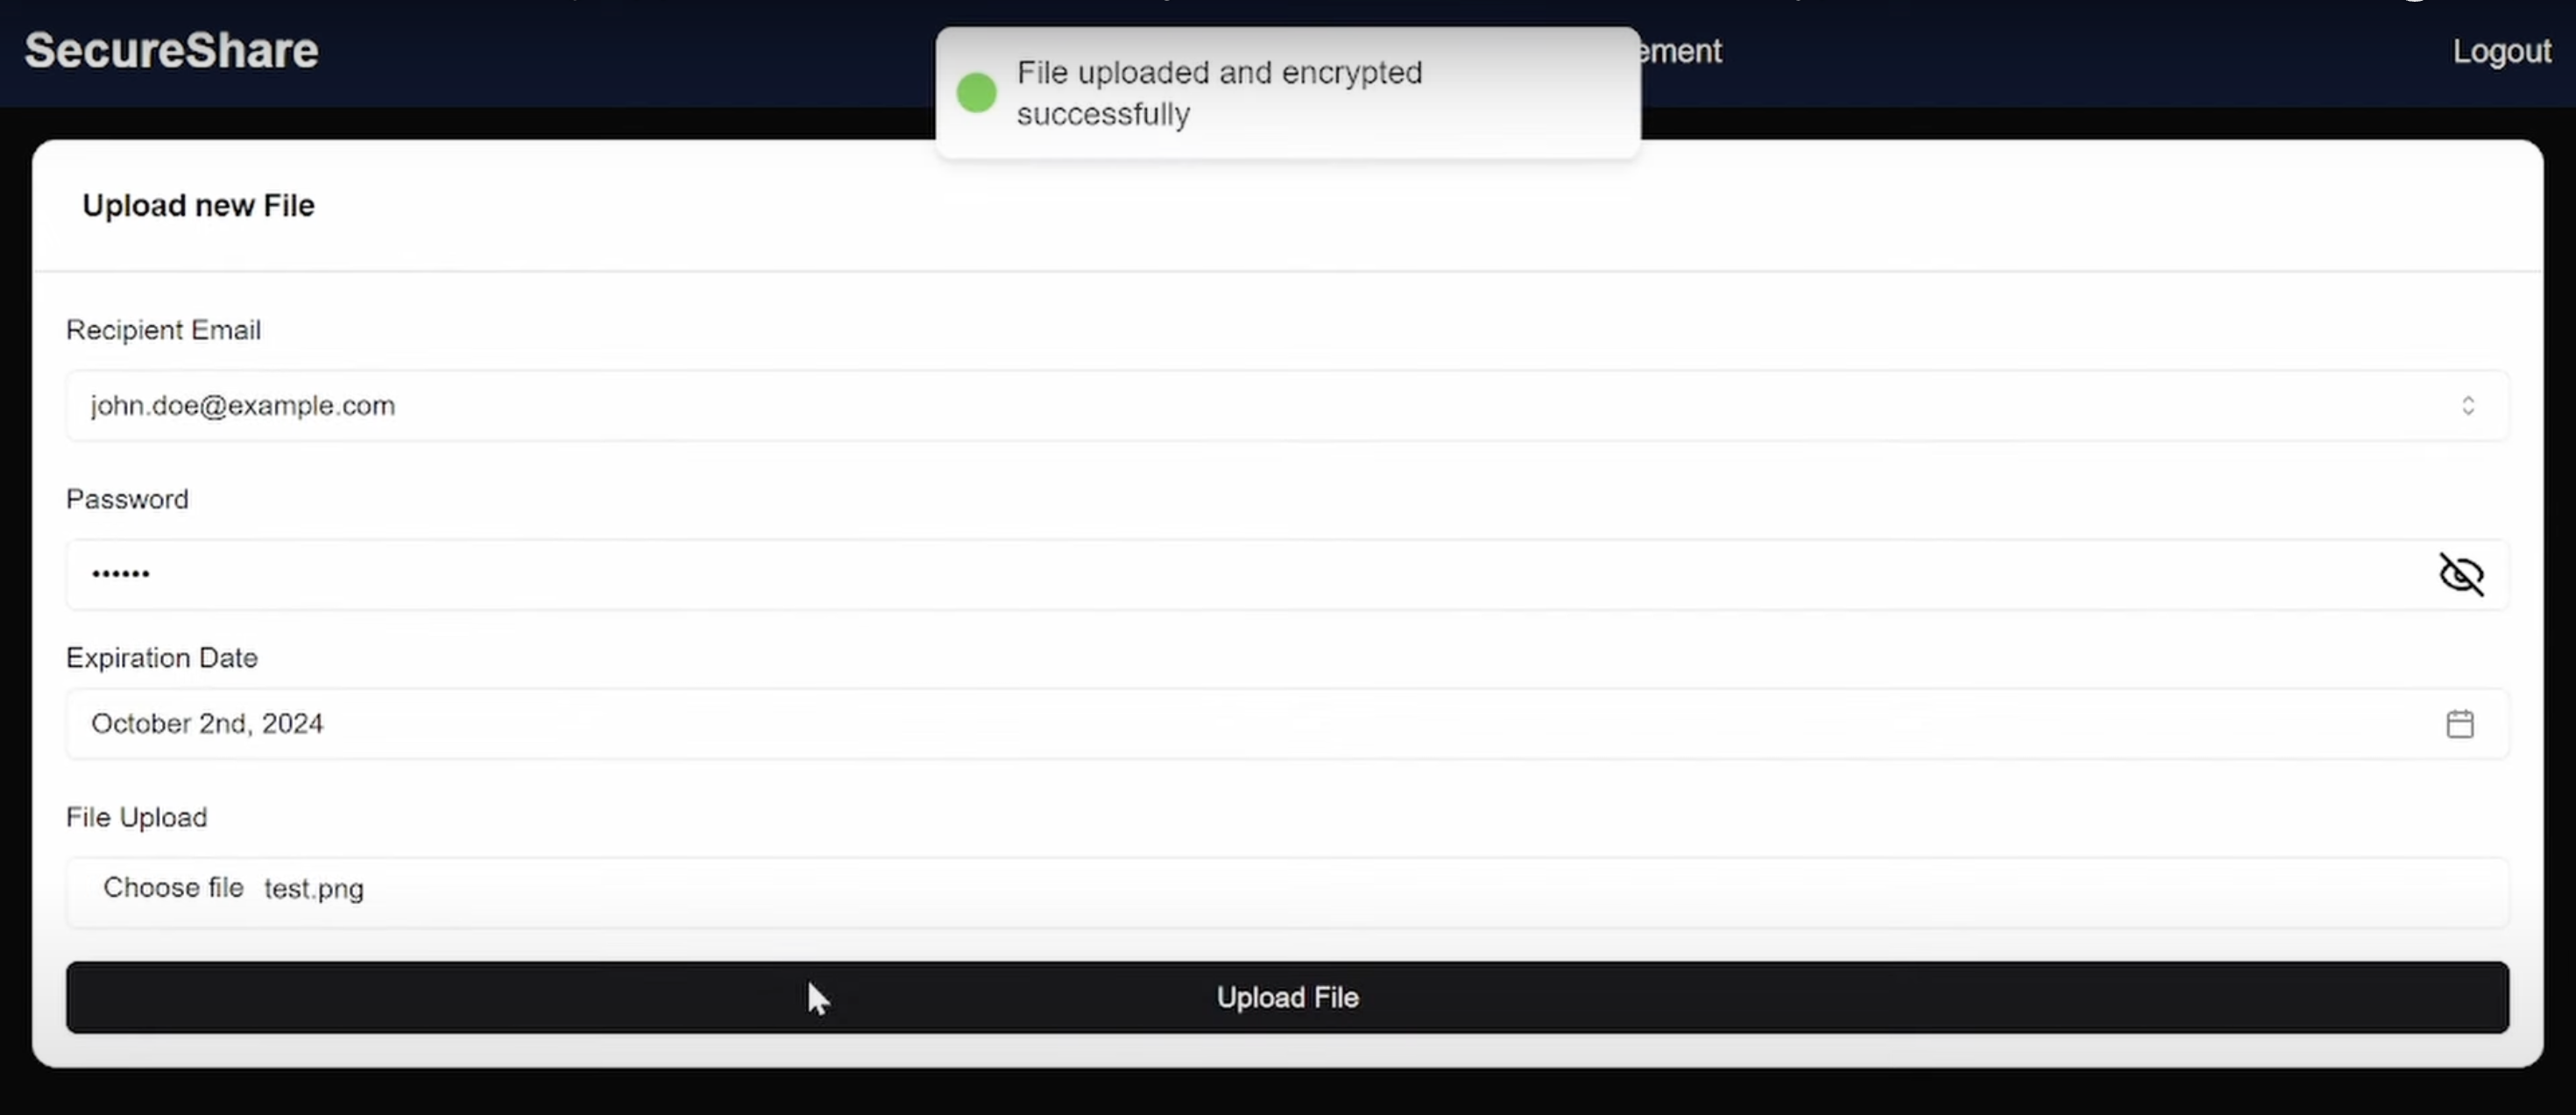 SecureShare
File uploaded and encrypted
successfully
ement
Logout
Upload new File
Recipient Email
john.doe@example.com
Password
••••••
Expiration Date
October 2nd, 2024
File Upload
Choose file test.png
Upload File